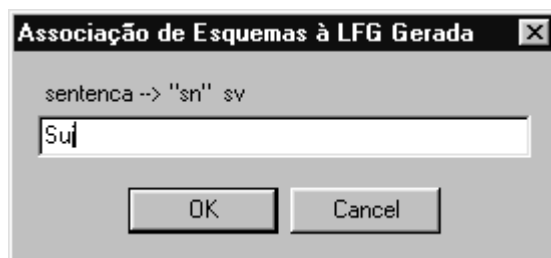 Associação de Esquemas à LFG Gerada
sentenca --> "sn" sv
Suj
OK Cancel